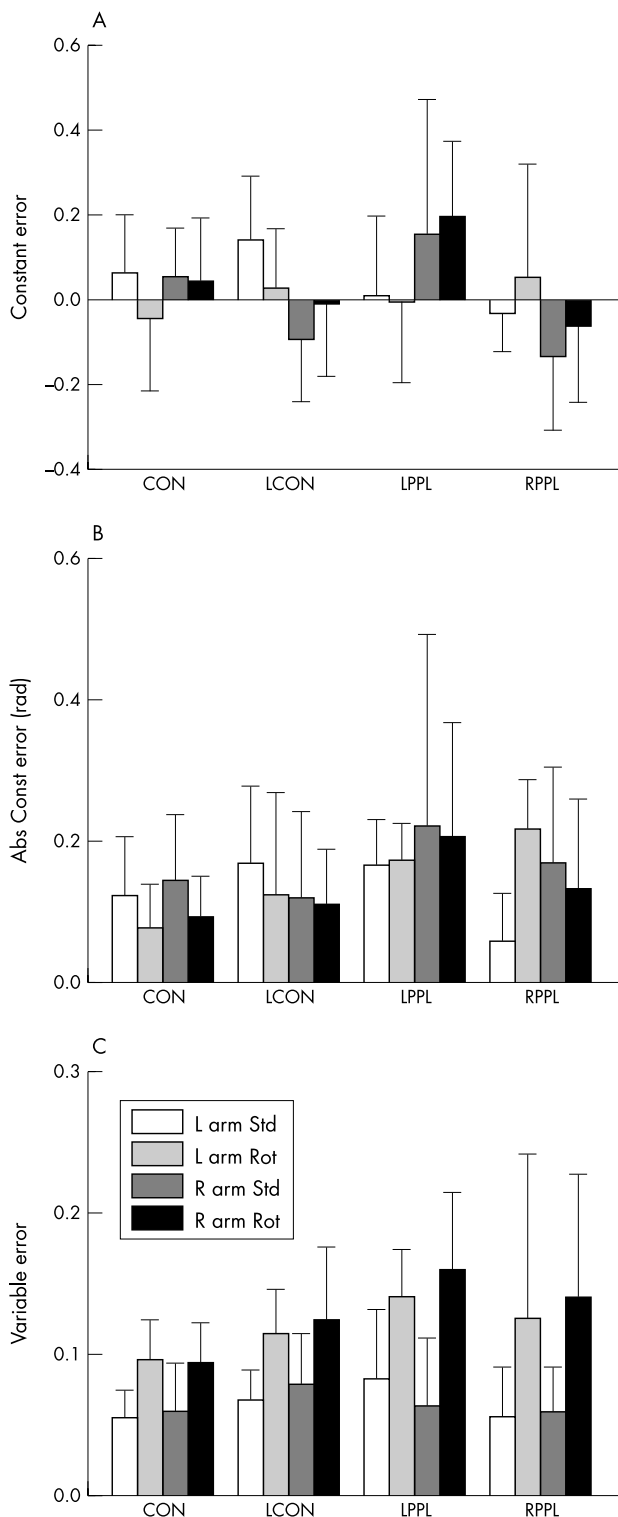 A
0.6
0.4
0.2
0.0
–0.2
–0.4
Constant error
CON LCON LPPL RPPL
B
0.6
0.4
0.2
0.0
Abs Const error (rad)
CON LCON LPPL RPPL
C
0.3
0.2
0.1
0.0
Variable error
L arm Std
L arm Rot
R arm Std
R arm Rot
CON LCON LPPL RPPL